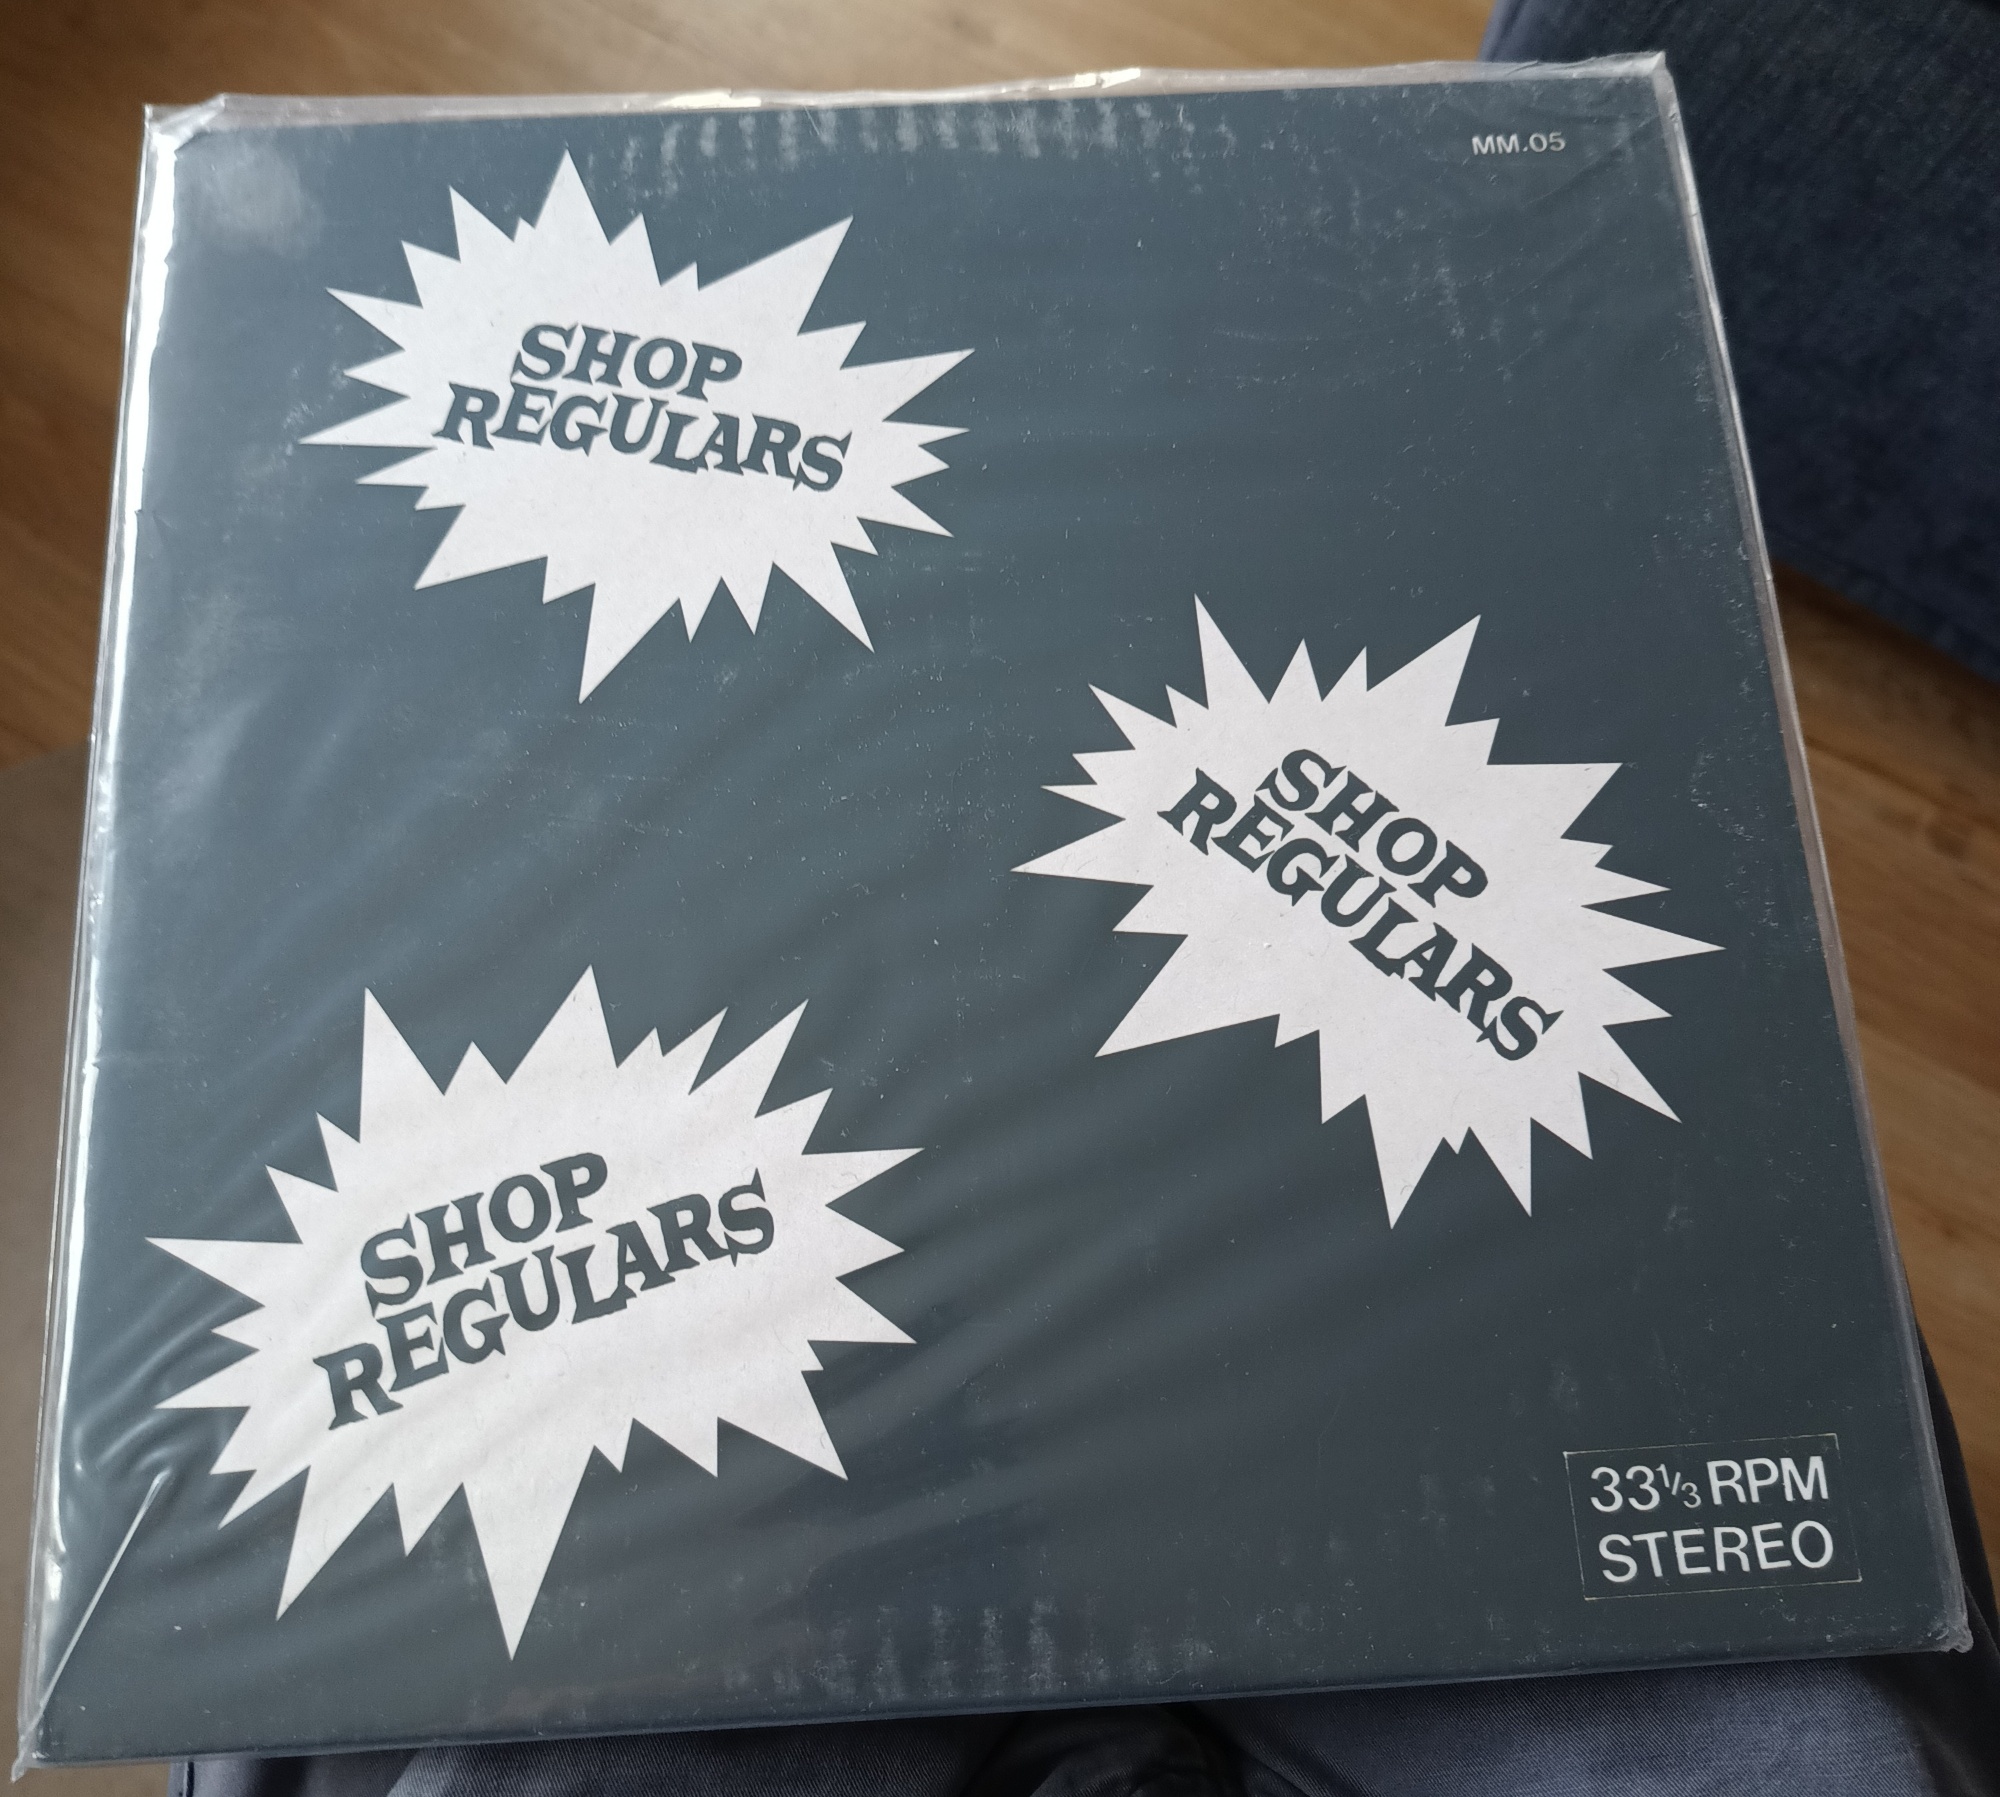 MM.05
SHOP
REGULARS
SHOP
REGULARS
SHOP
REGULARS
33⅓ RPM
STEREO